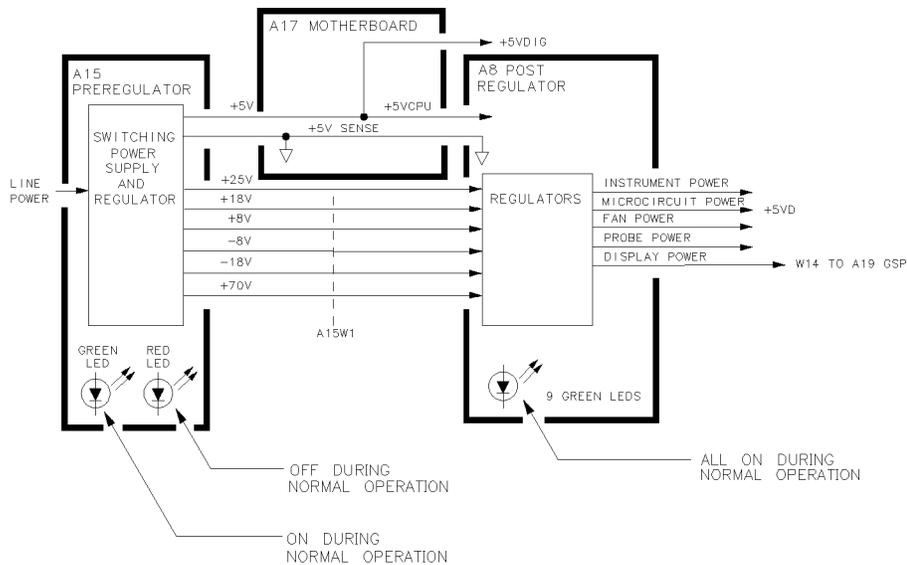 A17 MOTHERBOARD
+5VDIG
A15
PREREGULATOR
A8 POST
REGULATOR
+5V
+5VCPU
+5V SENSE
SWITCHING
POWER
SUPPLY
AND
REGULATOR
LINE
POWER
+25V
+18V
+8V
-8V
-18V
+70V
A15W1
REGULATORS
INSTRUMENT POWER
MICROCIRCUIT POWER
+5VD
FAN POWER
PROBE POWER
DISPLAY POWER
W14 TO A19 GSP
GREEN
LED
RED
LED
9 GREEN LEDS
OFF DURING
NORMAL OPERATION
ALL ON DURING
NORMAL OPERATION
ON DURING
NORMAL OPERATION